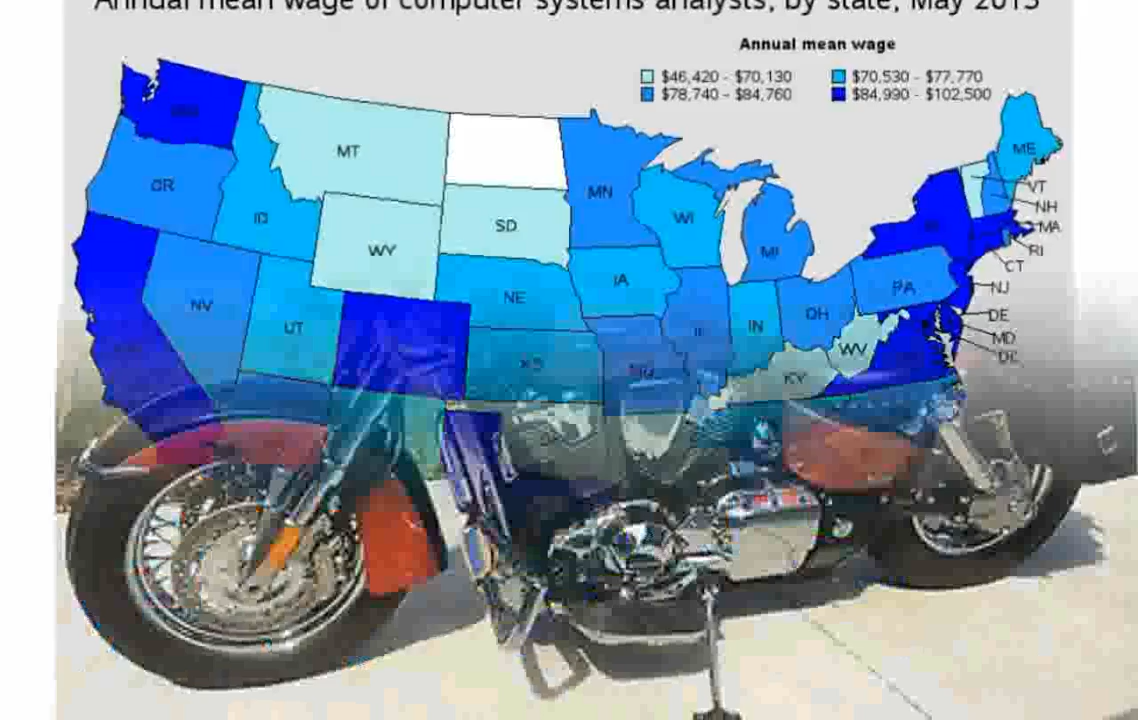 Annual mean wage of computer systems analysts, by state, May 2013
Annual mean wage
$46,420 - $70,130
$70,530 - $77,770
$78,740 - $84,760
$84,990 - $102,500
MT
ME
OR
MN
VT
ID
SD
WI
NH
MA
WY
MI
RI
CT
NV
NE
IA
PA
NJ
UT
IN
OH
DE
MD
WV
DC
KS
KY